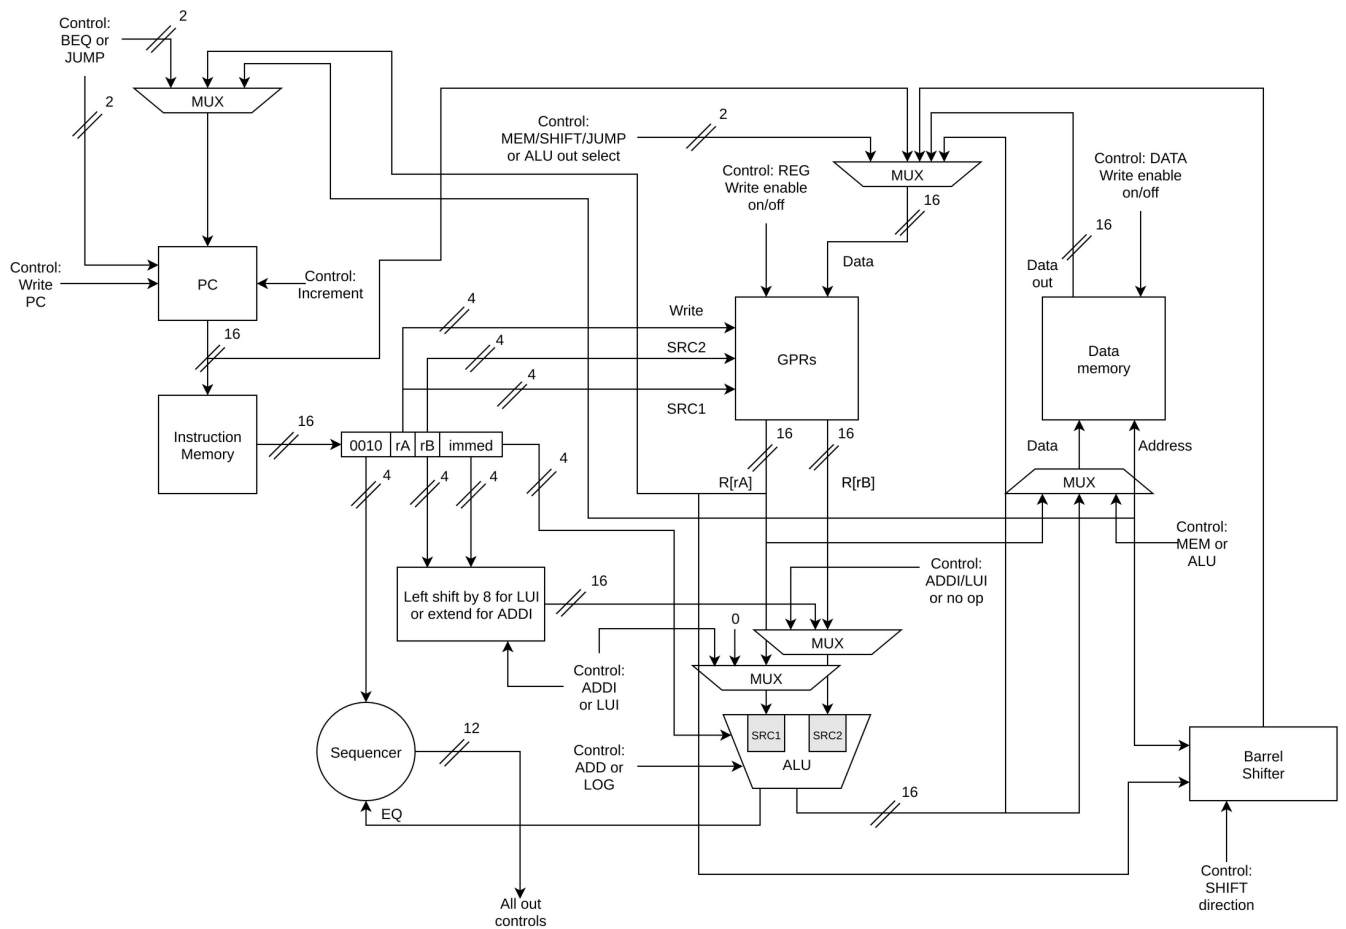 Control:
BEQ or
JUMP
2
2
MUX
Control:
MEM/SHIFT/JUMP
or ALU out select
2
MUX
Control: REG
Write enable
on/off
Control: DATA
Write enable
on/off
16
16
Data
Data
out
Control:
Write
PC
PC
Control:
Increment
16
4
Write
4
SRC2
4
SRC1
GPRs
Data
memory
Instruction
Memory
16
0010 rA rB immed
4
4
4
4
16
16
R[rA]
R[rB]
Data
Address
MUX
Control:
MEM or
ALU
Left shift by 8 for LUI
or extend for ADDI
16
Control:
ADDI/LUI
or no op
0
MUX
MUX
Control:
ADDI
or LUI
SRC1
SRC2
ALU
Control:
ADD or
LOG
Sequencer
12
EQ
16
Barrel
Shifter
Control:
SHIFT
direction
All out
controls